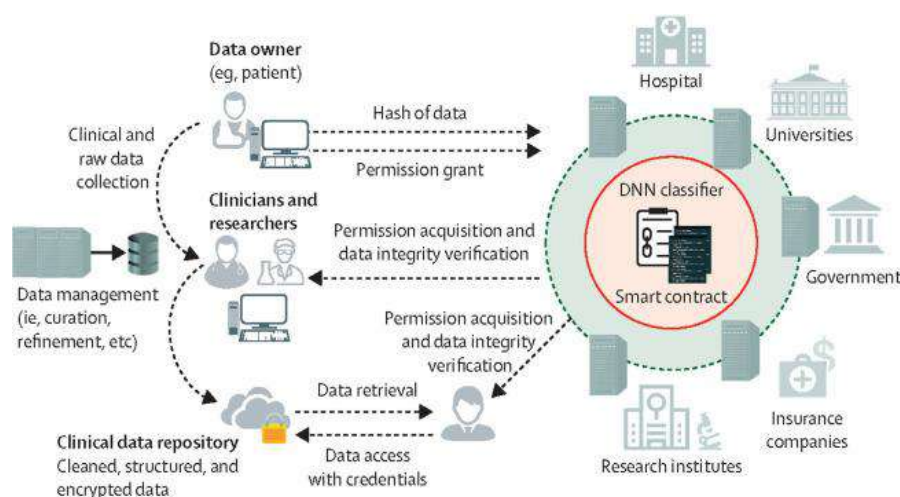 Data owner
(eg, patient)
Hospital
Universities
Hash of data
Clinical and
raw data
collection
Permission grant
DNN classifier
Clinicians and
researchers
Permission acquisition and
data integrity verification
Government
Data management
(ie, curation,
refinement, etc)
Smart contract
Permission acquisition
and data integrity
verification
Data retrieval
Insurance
companies
Clinical data repository
Cleaned, structured, and
encrypted data
Data access
with credentials
Research institutes